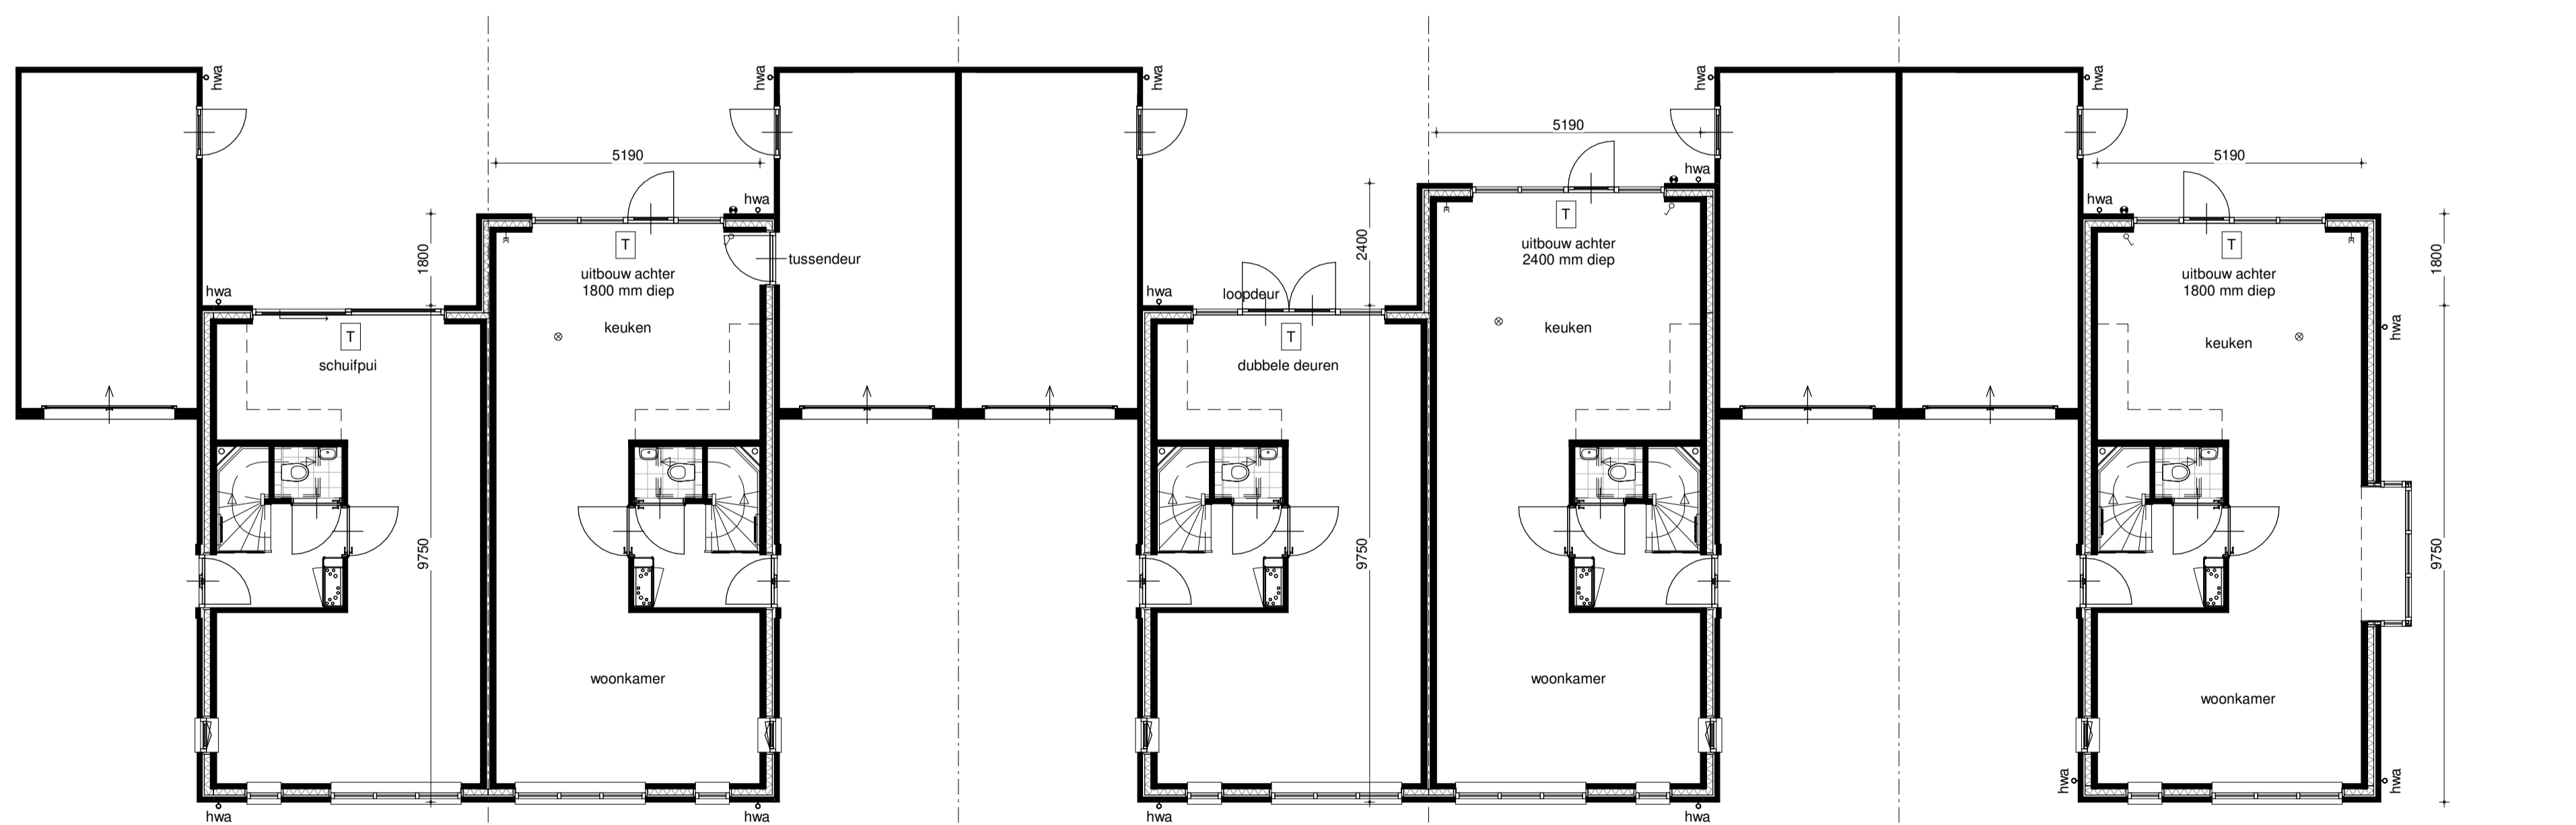 hwa
hwa
hwa
hwa
hwa
5190
5190
5190
hwa
hwa
hwa
T
T
T
tussendeur
uitbouw achter
1800 mm diep
uitbouw achter
2400 mm diep
uitbouw achter
1800 mm diep
1800
2400
1800
hwa
hwa
loopdeur
keuken
keuken
keuken
hwa
T
T
schuifpui
dubbele deuren
9750
9750
9750
woonkamer
woonkamer
woonkamer
hwa
hwa
hwa
hwa
hwa
hwa